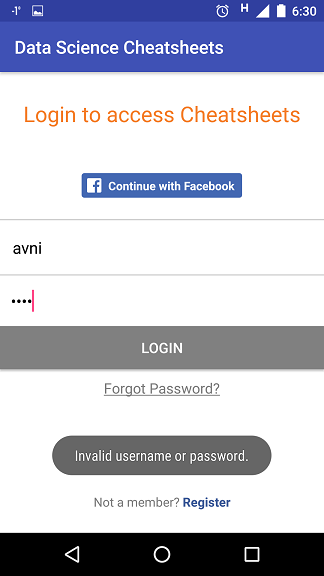 -1° H 6:30
Data Science Cheatsheets
Login to access Cheatsheets
Continue with Facebook
avni
••••
LOGIN
Forgot Password?
Invalid username or password.
Not a member? Register